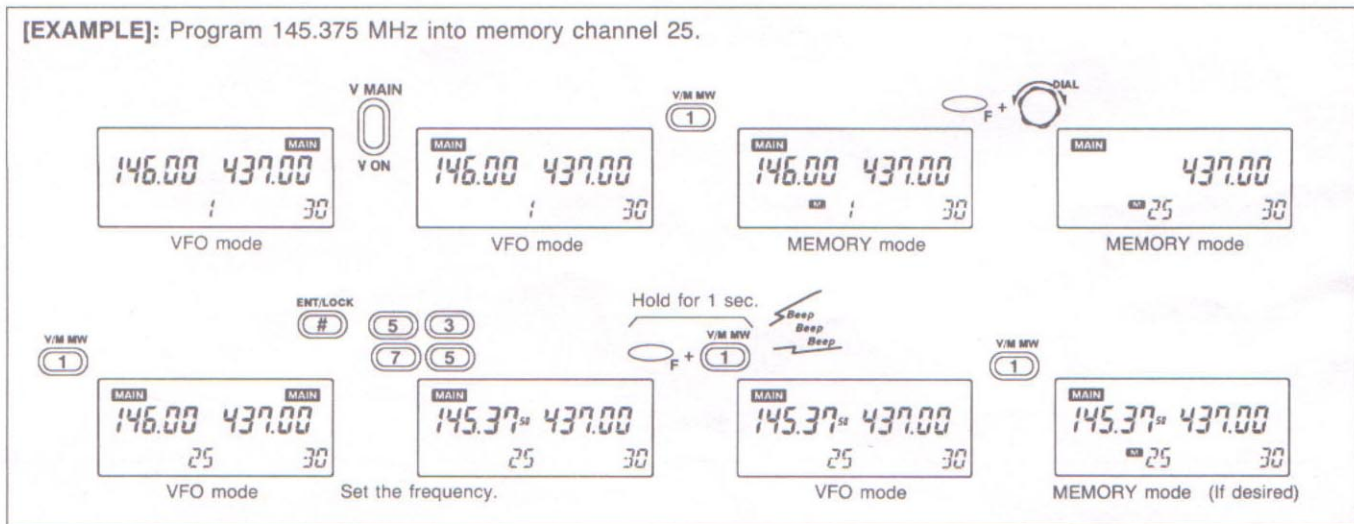 [EXAMPLE]: Program 145.375 MHz into memory channel 25.
V MAIN
V ON
V/M MW
1
F + DIAL
MAIN
146.00 437.00
1 30
VFO mode
MAIN
146.00 437.00
1 30
VFO mode
MAIN
146.00 437.00
M 1 30
MEMORY mode
MAIN
437.00
M 25 30
MEMORY mode
V/M MW
1
ENT/LOCK
#
5 3
7 5
Hold for 1 sec.
F + V/M MW
1
Beep
Beep
Beep
V/M MW
1
MAIN MAIN
146.00 437.00
25 30
VFO mode
MAIN
145.37 50 437.00
25 30
Set the frequency.
MAIN
145.37 50 437.00
25 30
VFO mode
MAIN
145.37 50 437.00
M 25 30
MEMORY mode (If desired)